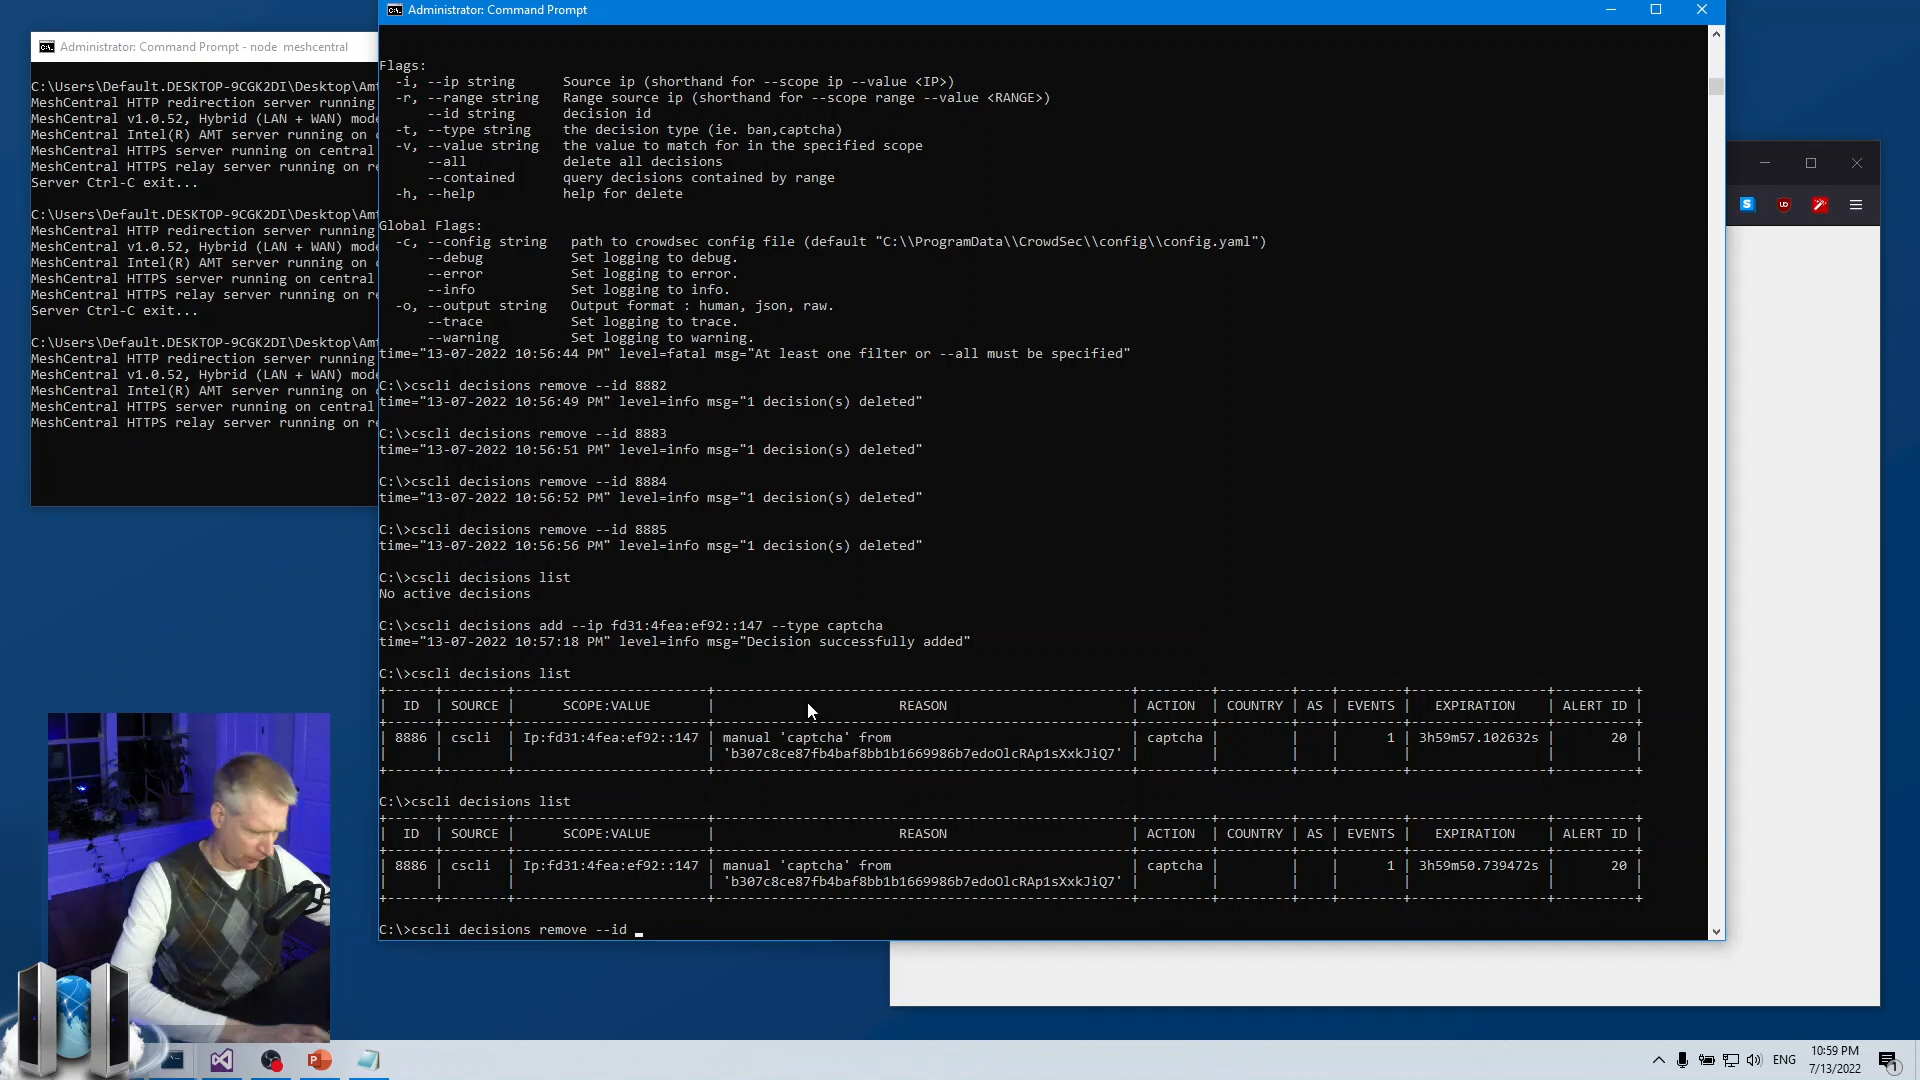 Administrator: Command Prompt
Administrator: Command Prompt - node meshcentral
C:\Users\Default.DESKTOP-9CGK2DI\Desktop\Am
MeshCentral HTTP redirection server running
MeshCentral v1.0.52, Hybrid (LAN + WAN) mod
MeshCentral Intel(R) AMT server running on
MeshCentral HTTPS server running on central
MeshCentral HTTPS relay server running on r
Server Ctrl-C exit...
C:\Users\Default.DESKTOP-9CGK2DI\Desktop\Am
MeshCentral HTTP redirection server running
MeshCentral v1.0.52, Hybrid (LAN + WAN) mod
MeshCentral Intel(R) AMT server running on
MeshCentral HTTPS server running on central
MeshCentral HTTPS relay server running on r
Server Ctrl-C exit...
C:\Users\Default.DESKTOP-9CGK2DI\Desktop\Am
MeshCentral HTTP redirection server running
MeshCentral v1.0.52, Hybrid (LAN + WAN) mod
MeshCentral Intel(R) AMT server running on
MeshCentral HTTPS server running on central
MeshCentral HTTPS relay server running on r
Flags:
-i, --ip string Source ip (shorthand for --scope ip --value <IP>)
-r, --range string Range source ip (shorthand for --scope range --value <RANGE>)
--id string decision id
-t, --type string the decision type (ie. ban,captcha)
-v, --value string the value to match for in the specified scope
--all delete all decisions
--contained query decisions contained by range
-h, --help help for delete
Global Flags:
-c, --config string path to crowdsec config file (default "C:\\ProgramData\\CrowdSec\\config\\config.yaml")
--debug Set logging to debug.
--error Set logging to error.
--info Set logging to info.
-o, --output string Output format : human, json, raw.
--trace Set logging to trace.
--warning Set logging to warning.
time="13-07-2022 10:56:44 PM" level=fatal msg="At least one filter or --all must be specified"
C:\>cscli decisions remove --id 8882
time="13-07-2022 10:56:49 PM" level=info msg="1 decision(s) deleted"
C:\>cscli decisions remove --id 8883
time="13-07-2022 10:56:51 PM" level=info msg="1 decision(s) deleted"
C:\>cscli decisions remove --id 8884
time="13-07-2022 10:56:52 PM" level=info msg="1 decision(s) deleted"
C:\>cscli decisions remove --id 8885
time="13-07-2022 10:56:56 PM" level=info msg="1 decision(s) deleted"
C:\>cscli decisions list
No active decisions
C:\>cscli decisions add --ip fd31:4fea:ef92::147 --type captcha
time="13-07-2022 10:57:18 PM" level=info msg="Decision successfully added"
C:\>cscli decisions list
| ID | SOURCE | SCOPE:VALUE | REASON | ACTION | COUNTRY | AS | EVENTS | EXPIRATION | ALERT ID |
| 8886 | cscli | Ip:fd31:4fea:ef92::147 | manual 'captcha' from | captcha | | | 1 | 3h59m57.102632s | 20 |
'b307c8ce87fb4baf8bb1b1669986b7edoOlcRAp1sXxkJiQ7'
C:\>cscli decisions list
| ID | SOURCE | SCOPE:VALUE | REASON | ACTION | COUNTRY | AS | EVENTS | EXPIRATION | ALERT ID |
| 8886 | cscli | Ip:fd31:4fea:ef92::147 | manual 'captcha' from | captcha | | | 1 | 3h59m50.739472s | 20 |
'b307c8ce87fb4baf8bb1b1669986b7edoOlcRAp1sXxkJiQ7'
C:\>cscli decisions remove --id
ENG
10:59 PM
7/13/2022